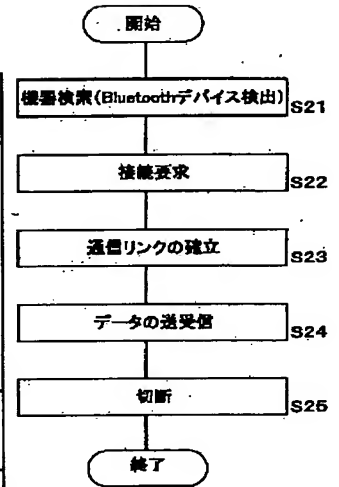 開始
機器検索(Bluetoothデバイス検出)
S21
接続要求
S22
通信リンクの確立
S23
データの送受信
S24
切断
S25
終了